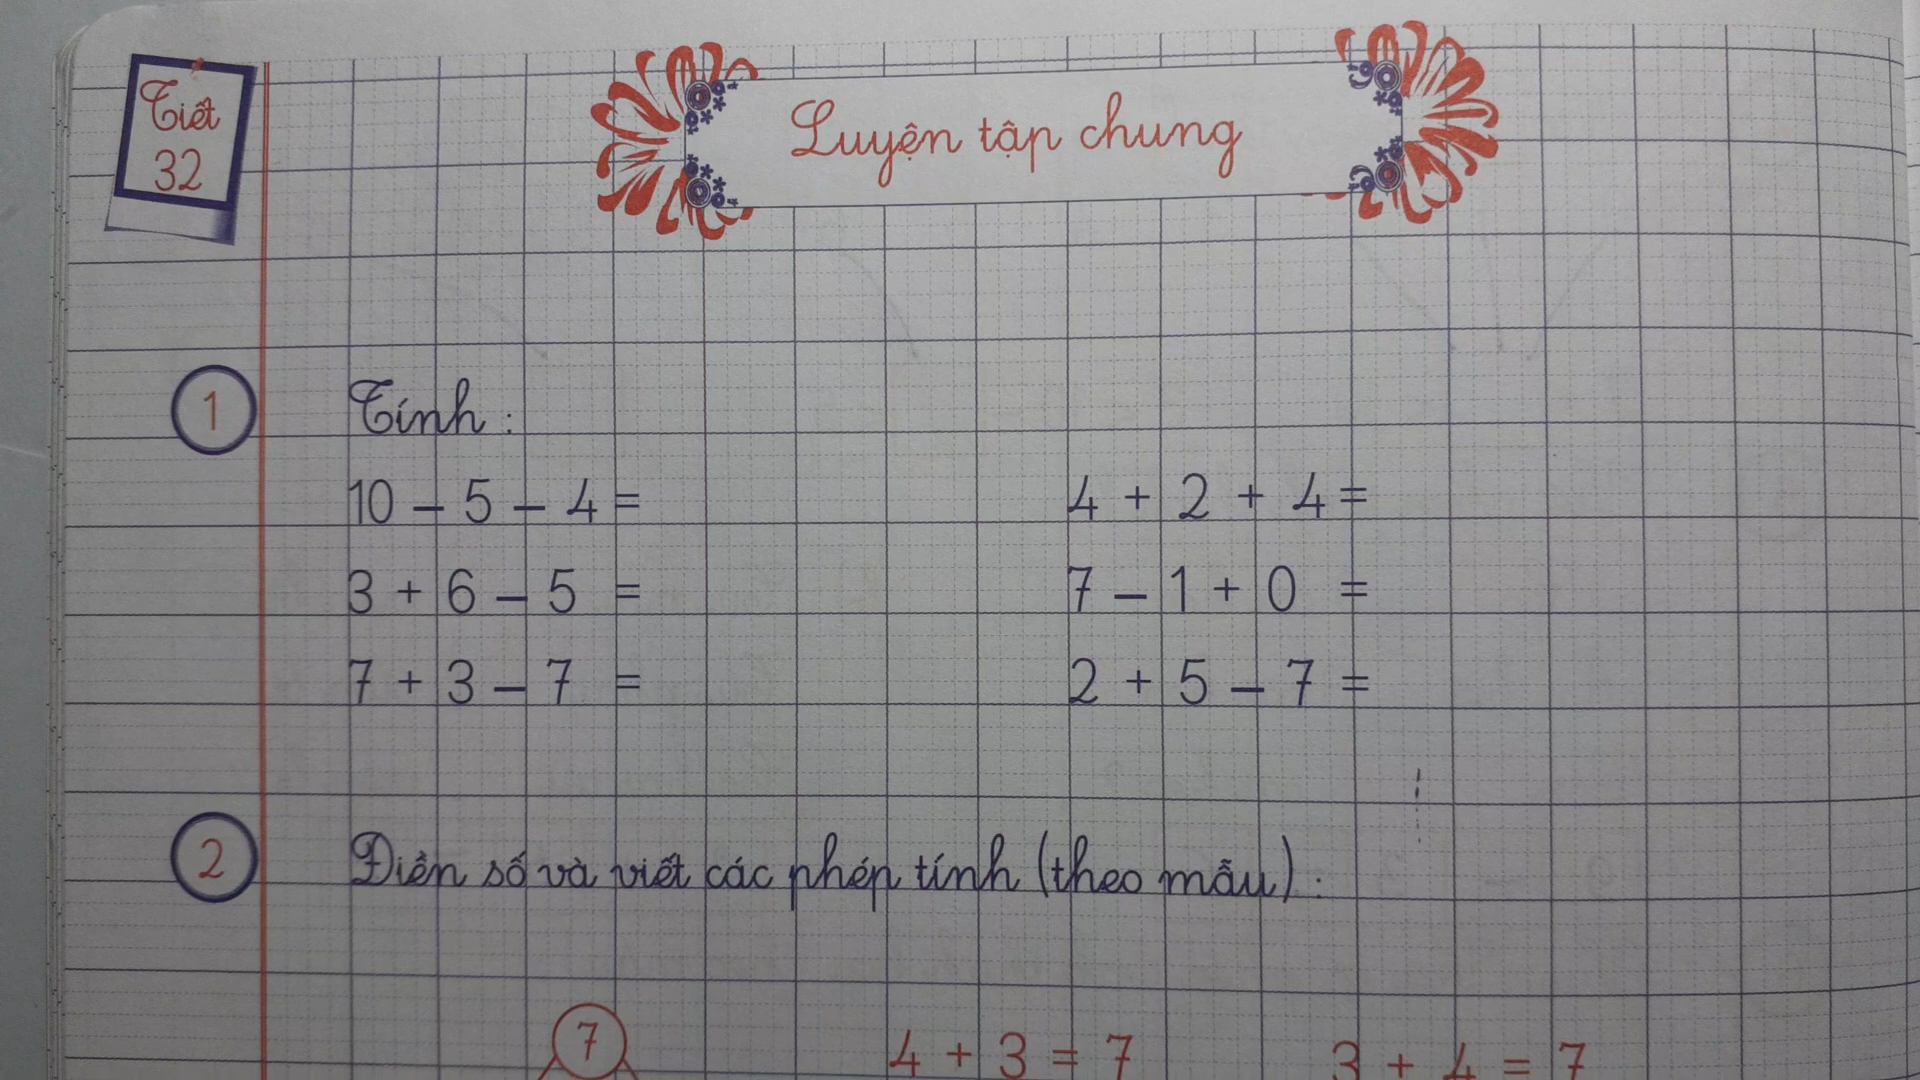 Tiết
32
Luyện tập chung
1 Tính :
10 – 5 – 4 = 4 + 2 + 4 =
3 + 6 – 5 = 7 – 1 + 0 =
7 + 3 – 7 = 2 + 5 – 7 =
2 Điền số và viết các phép tính (theo mẫu) :
7 4 + 3 = 7 3 + 4 = 7